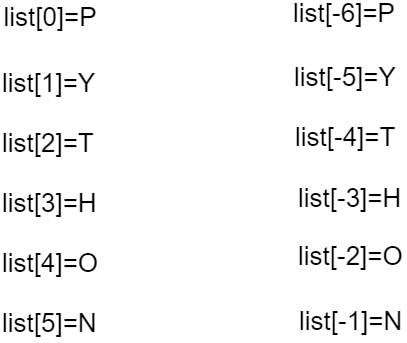 list[0]=P
list[1]=Y
list[2]=T
list[3]=H
list[4]=O
list[5]=N
list[-6]=P
list[-5]=Y
list[-4]=T
list[-3]=H
list[-2]=O
list[-1]=N